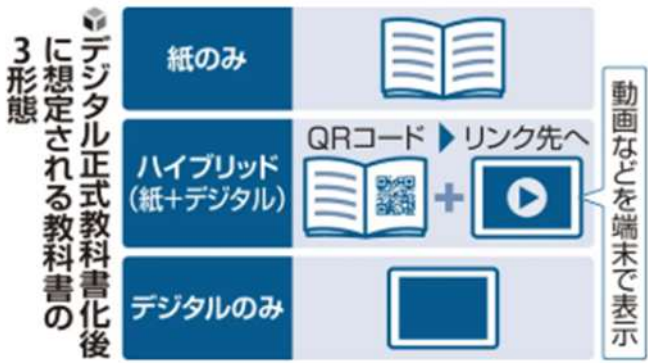 デジタル正式教科書化後
に想定される教科書の
3形態
紙のみ
ハイブリッド
(紙+デジタル)
QRコード▶リンク先へ
動画などを端末で表示
デジタルのみ